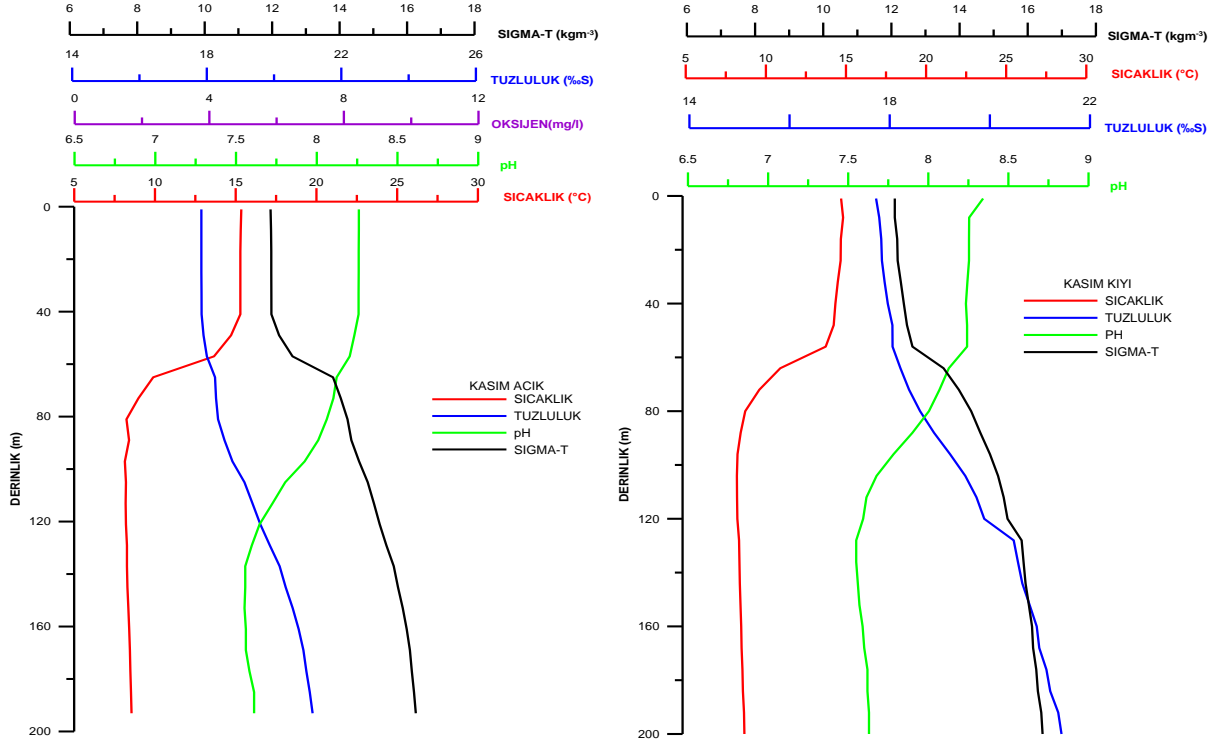 6 8 10 12 14 16 18
SIGMA-T (kgm-3)
14 18 22 26
TUZLULUK (‰S)
0 4 8 12
OKSIJEN(mg/l)
6.5 7 7.5 8 8.5 9
pH
5 10 15 20 25 30
SICAKLIK (°C)
0
40
80
120
160
200
DERINLIK (m)
KASIM ACIK
SICAKLIK
TUZLULUK
pH
SIGMA-T
6 8 10 12 14 16 18
SIGMA-T (kgm-3)
5 10 15 20 25 30
SICAKLIK (°C)
14 18 22
TUZLULUK (‰S)
6.5 7 7.5 8 8.5 9
pH
0
40
80
120
160
200
DERINLIK (m)
KASIM KIYI
SICAKLIK
TUZLULUK
PH
SIGMA-T